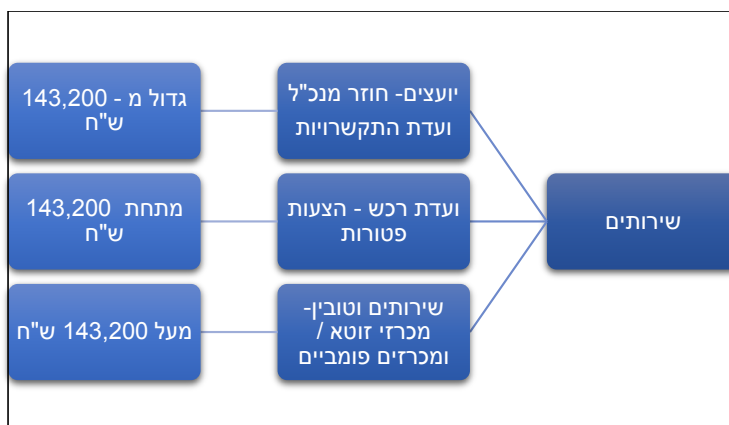 שירותים
יועצים- חוזר מנכ"ל
ועדת התקשרויות
גדול מ - 143,200
ש"ח
ועדת רכש - הצעות
פטורות
מתחת 143,200
ש"ח
שירותים וטובין-
מכרזי זוטא /
ומכרזים פומביים
מעל 143,200 ש"ח